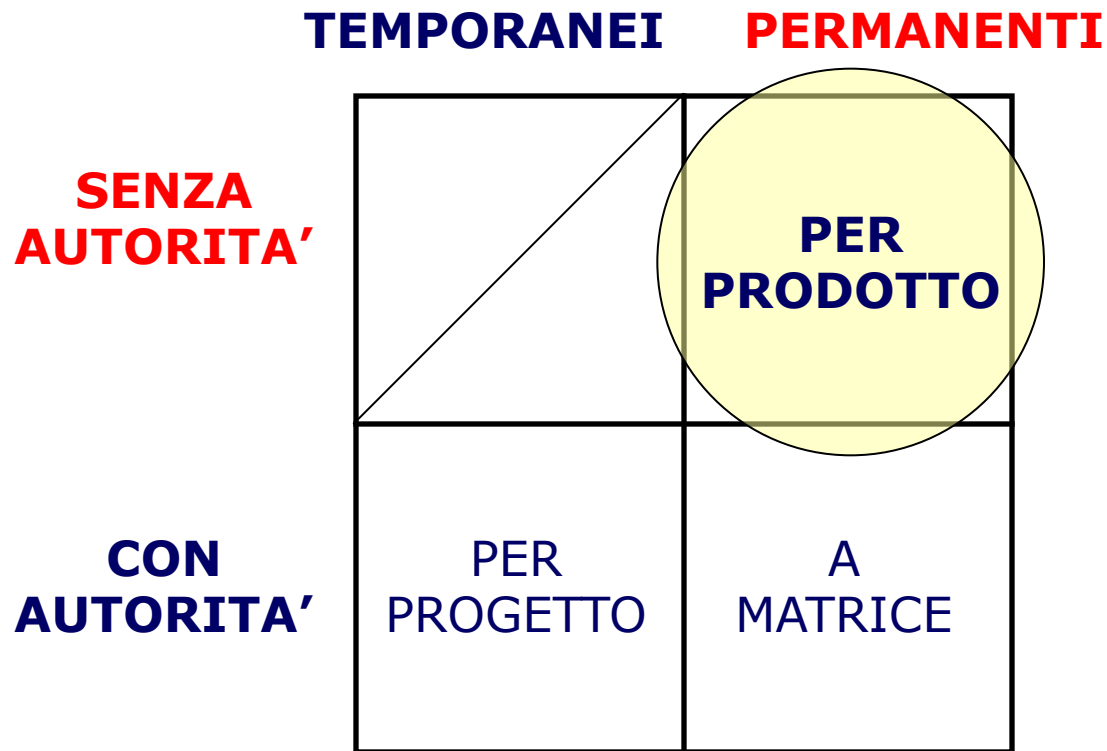 TEMPORANEI PERMANENTI
SENZA
AUTORITA’
PER
PRODOTTO
CON
AUTORITA’
PER
PROGETTO
A
MATRICE